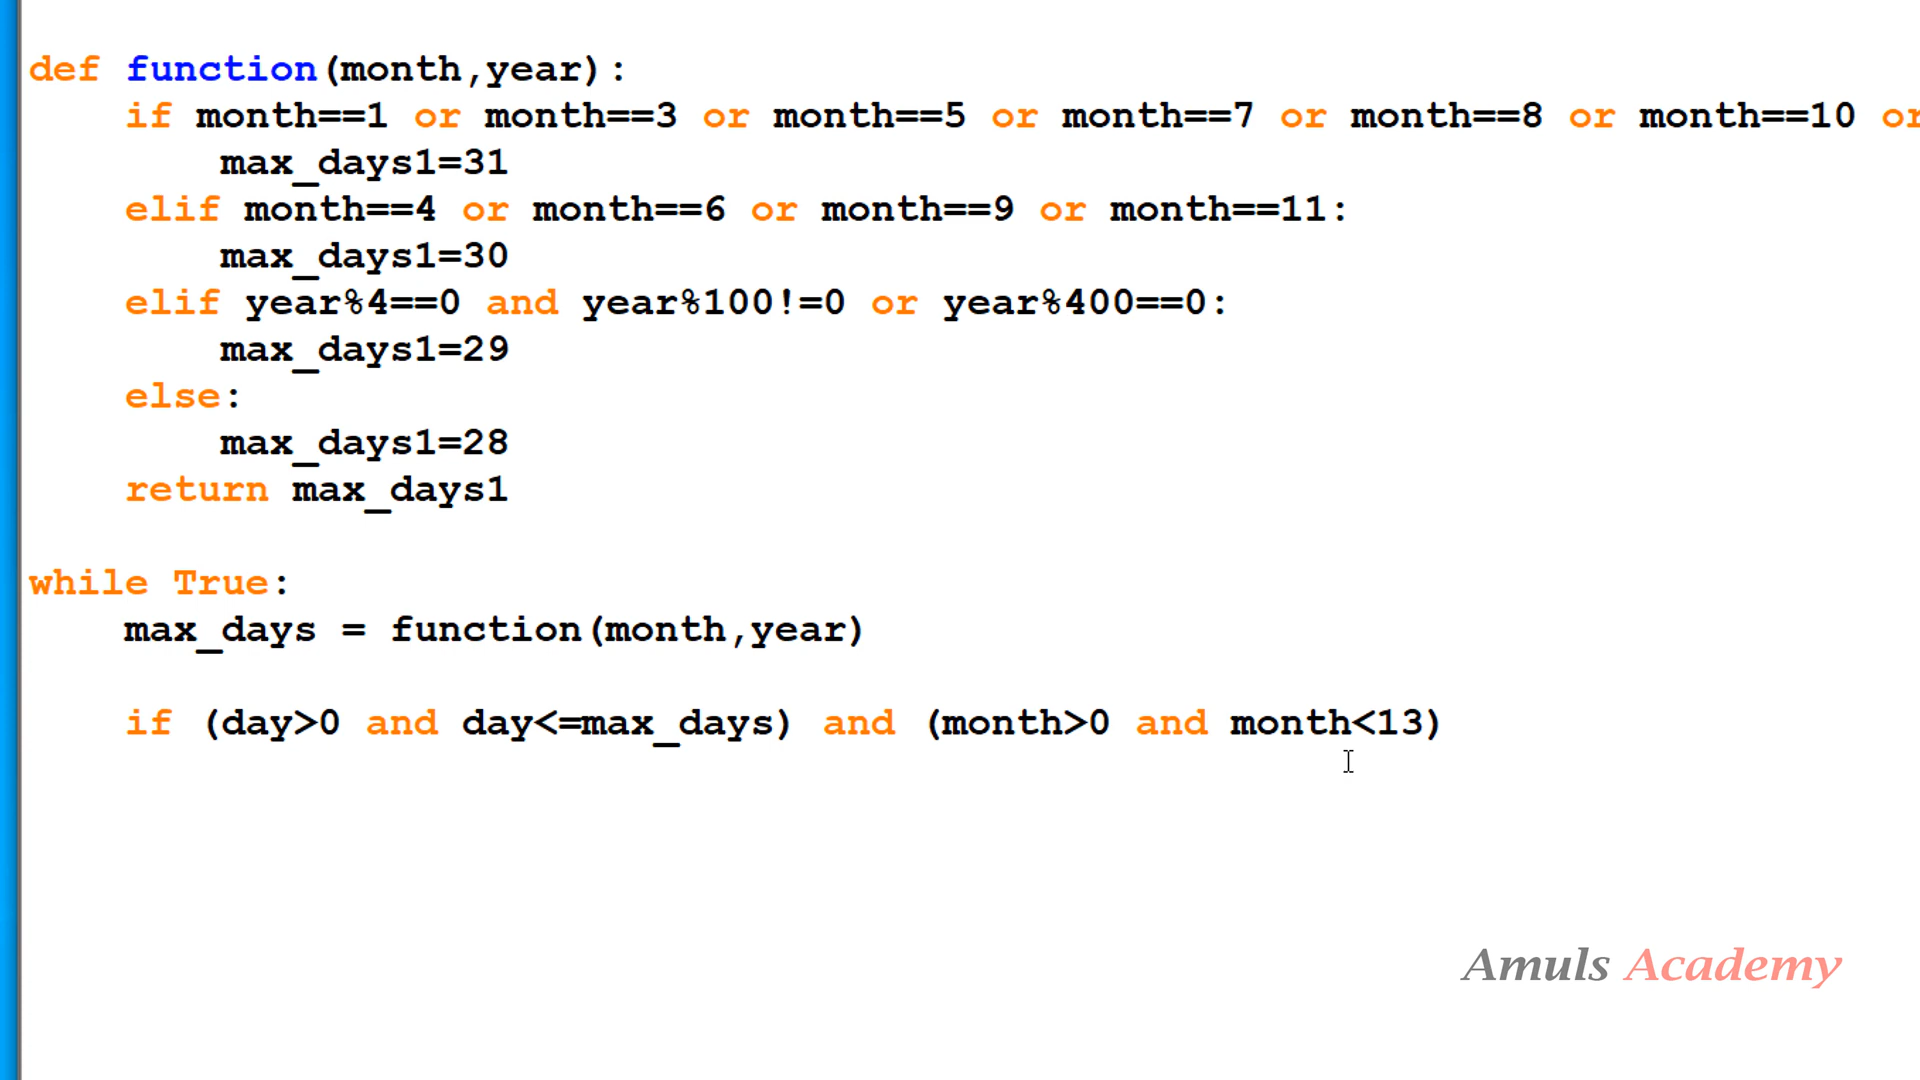 def function(month,year):
    if month==1 or month==3 or month==5 or month==7 or month==8 or month==10 or
        max_days1=31
    elif month==4 or month==6 or month==9 or month==11:
        max_days1=30
    elif year%4==0 and year%100!=0 or year%400==0:
        max_days1=29
    else:
        max_days1=28
    return max_days1
while True:
    max_days = function(month,year)
    if (day>0 and day<=max_days) and (month>0 and month<13)
Amuls Academy